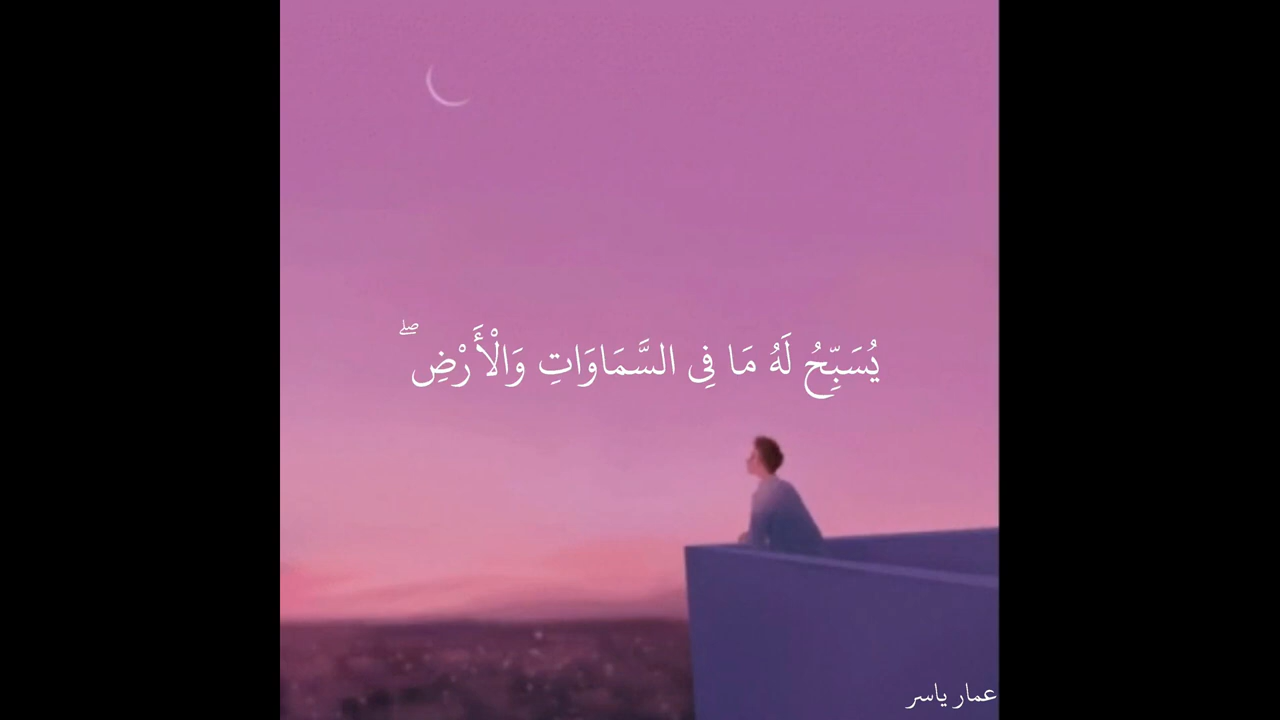 يُسَبِّحُ لَهُ مَا فِى السَّمَاوَاتِ وَالْأَرْضِ ۖ
عمار ياسر